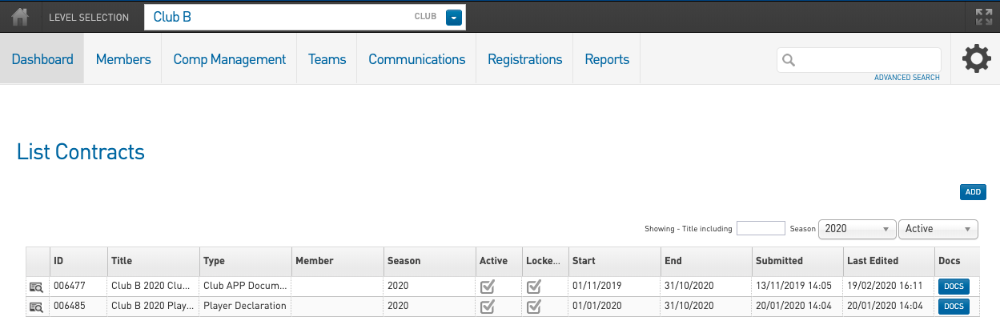 LEVEL SELECTION Club B CLUB
Dashboard Members Comp Management Teams Communications Registrations Reports
ADVANCED SEARCH
List Contracts
ADD
Showing - Title including Season 2020 Active
ID Title Type Member Season Active Locke... Start End Submitted Last Edited Docs
006477 Club B 2020 Clu... Club APP Docum... 2020 01/11/2019 31/10/2020 13/11/2019 14:05 19/02/2020 16:11 DOCS
006485 Club B 2020 Play... Player Declaration 2020 01/01/2020 31/10/2020 20/01/2020 14:04 20/01/2020 14:04 DOCS